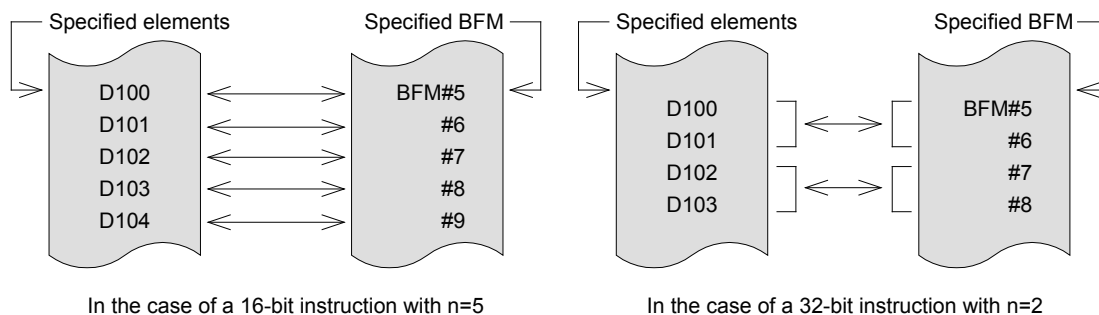 Specified elements
Specified BFM
D100
BFM#5
D101
#6
D102
#7
D103
#8
D104
#9
In the case of a 16-bit instruction with n=5
Specified elements
Specified BFM
D100
BFM#5
D101
#6
D102
#7
D103
#8
In the case of a 32-bit instruction with n=2